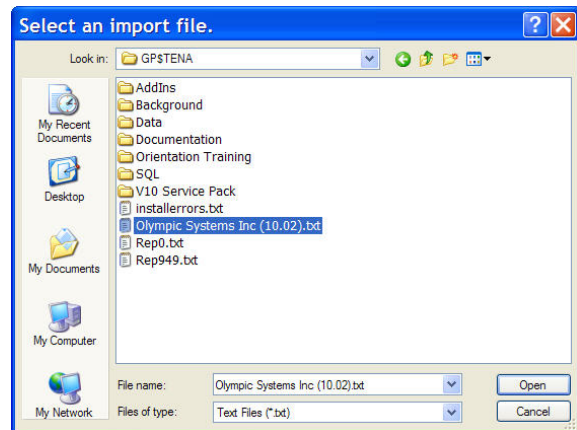 Select an import file.
Look in: GP$TENA
My Recent
Documents
Desktop
My Documents
My Computer
My Network
AddIns
Background
Data
Documentation
Orientation Training
SQL
V10 Service Pack
installerrors.txt
Olympic Systems Inc (10.02).txt
Rep0.txt
Rep949.txt
File name: Olympic Systems Inc (10.02).txt Open
Files of type: Text Files (*.txt) Cancel